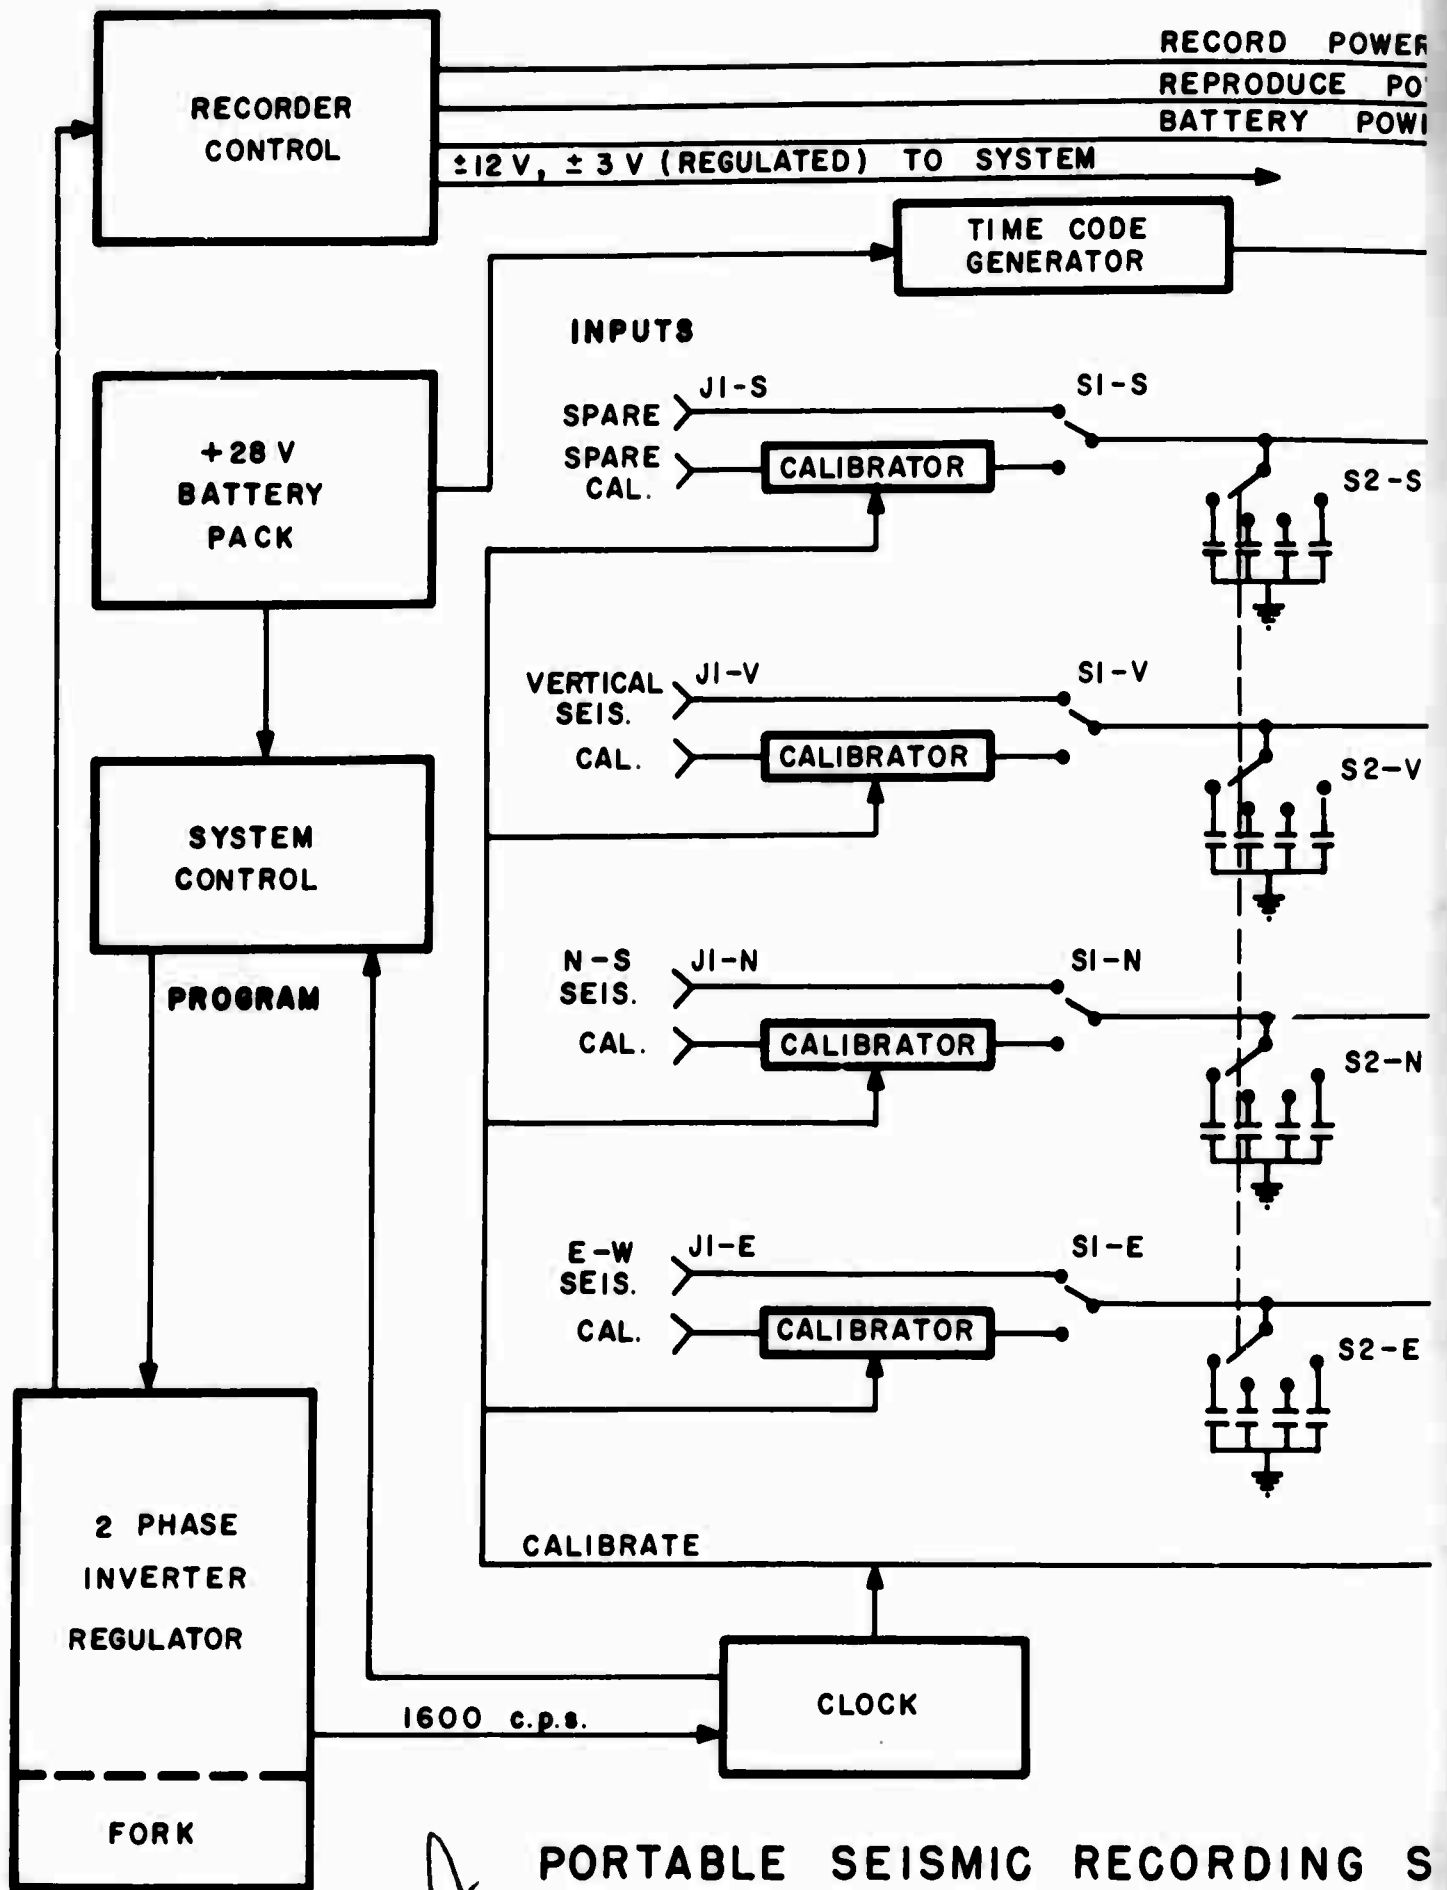 RECORD POWER
REPRODUCE PO
BATTERY POWI
RECORDER
CONTROL
±12 V, ± 3 V (REGULATED) TO SYSTEM
TIME CODE
GENERATOR
INPUTS
+28 V
BATTERY
PACK
SPARE
J1-S
S1-S
SPARE
CAL.
CALIBRATOR
S2-S
VERTICAL
SEIS.
J1-V
S1-V
CAL.
CALIBRATOR
S2-V
SYSTEM
CONTROL
PROGRAM
N-S
SEIS.
J1-N
S1-N
CAL.
CALIBRATOR
S2-N
E-W
SEIS.
J1-E
S1-E
CAL.
CALIBRATOR
S2-E
2 PHASE
INVERTER
REGULATOR
FORK
CALIBRATE
1600 c.p.s.
CLOCK
PORTABLE SEISMIC RECORDING S